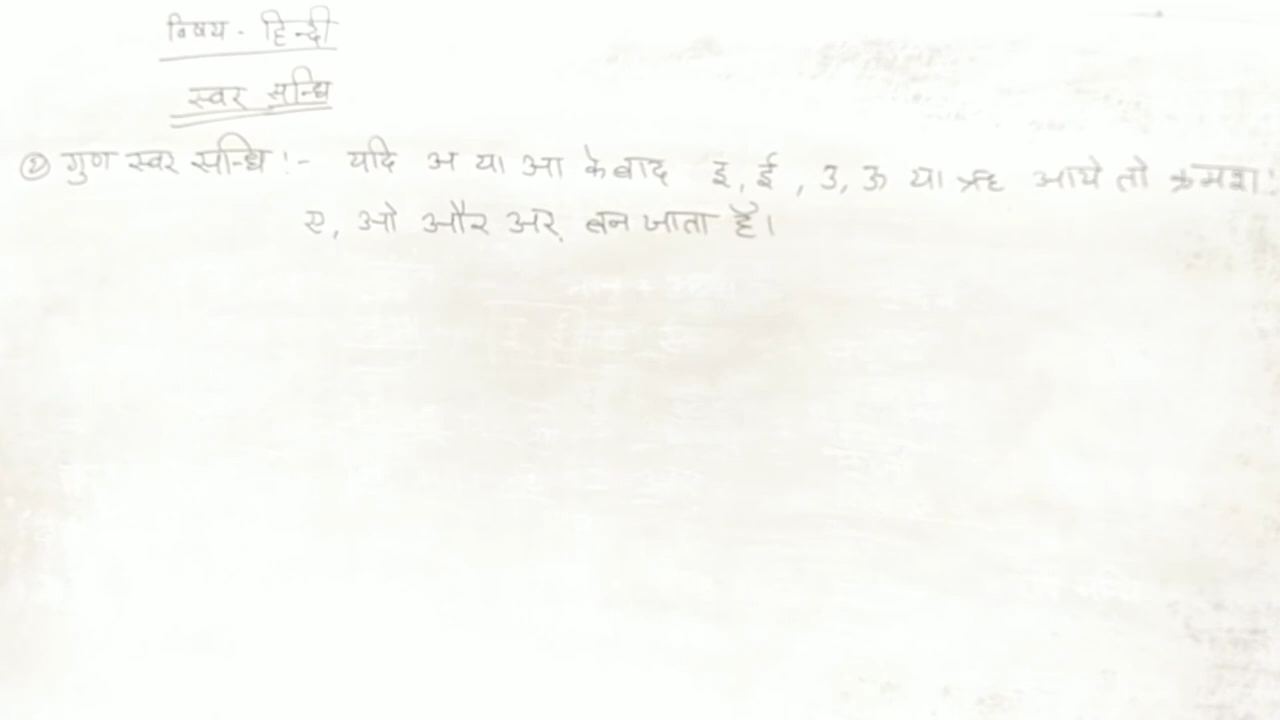 विषय - हिन्दी
स्वर सन्धि
② गुण स्वर सन्धि :- यदि अ या आ के बाद इ, ई, उ, ऊ या ऋ आये तो क्रमशः
ए, ओ और अर् बन जाता है।